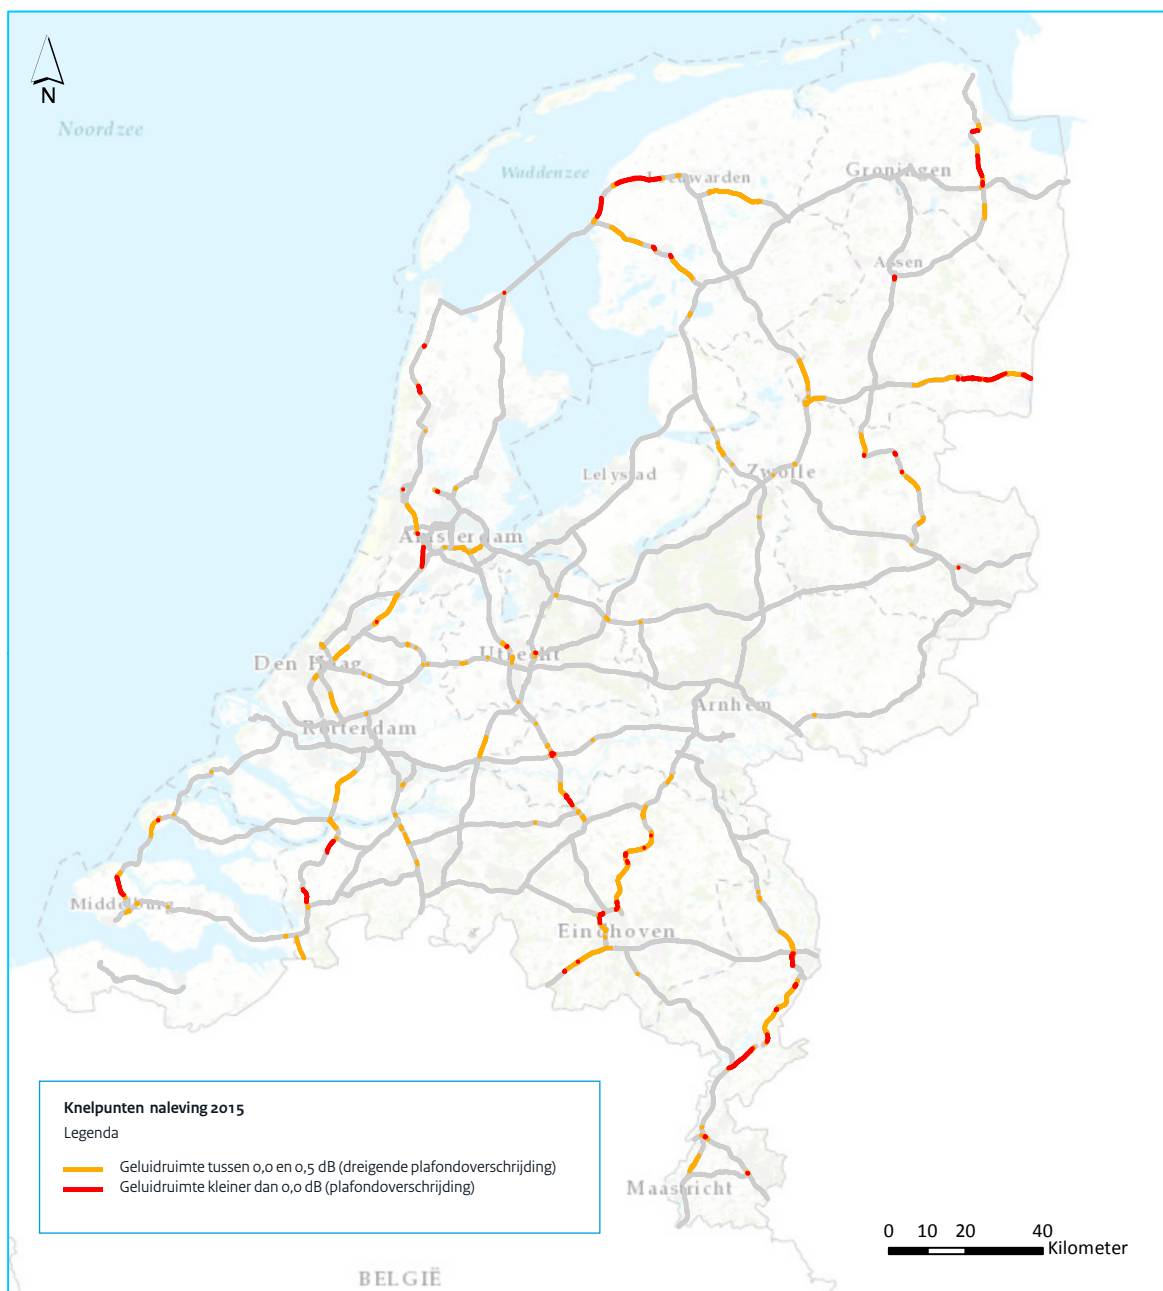 N
Noordzee
Waddenzee
Leeuwarden
Groningen
Assen
Lelystad
Zwolle
Amsterdam
Den Haag
Utrecht
Arnhem
Rotterdam
Middelburg
Eindhoven
Knelpunten naleving 2015
Legenda
Geluidruimte tussen 0,0 en 0,5 dB (dreigende plafondoverschrijding)
Geluidruimte kleiner dan 0,0 dB (plafondoverschrijding)
Maastricht
0 10 20 40
Kilometer
BELGIË